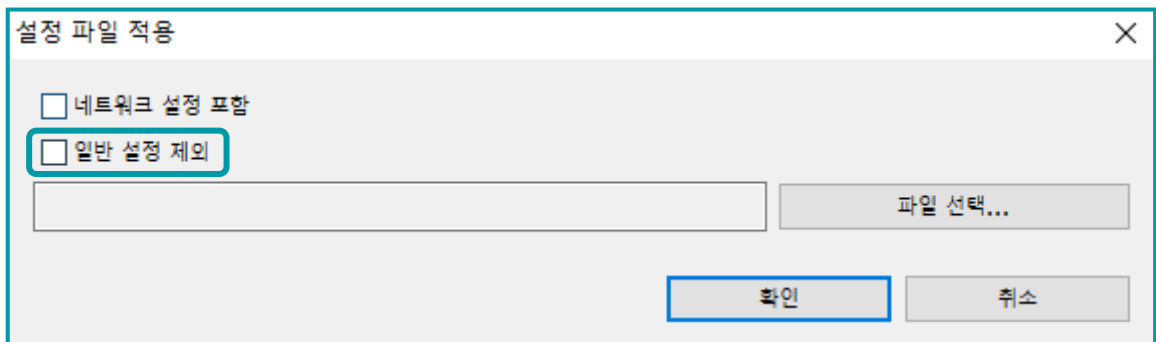 설정 파일 적용
네트워크 설정 포함
일반 설정 제외
파일 선택...
확인 취소